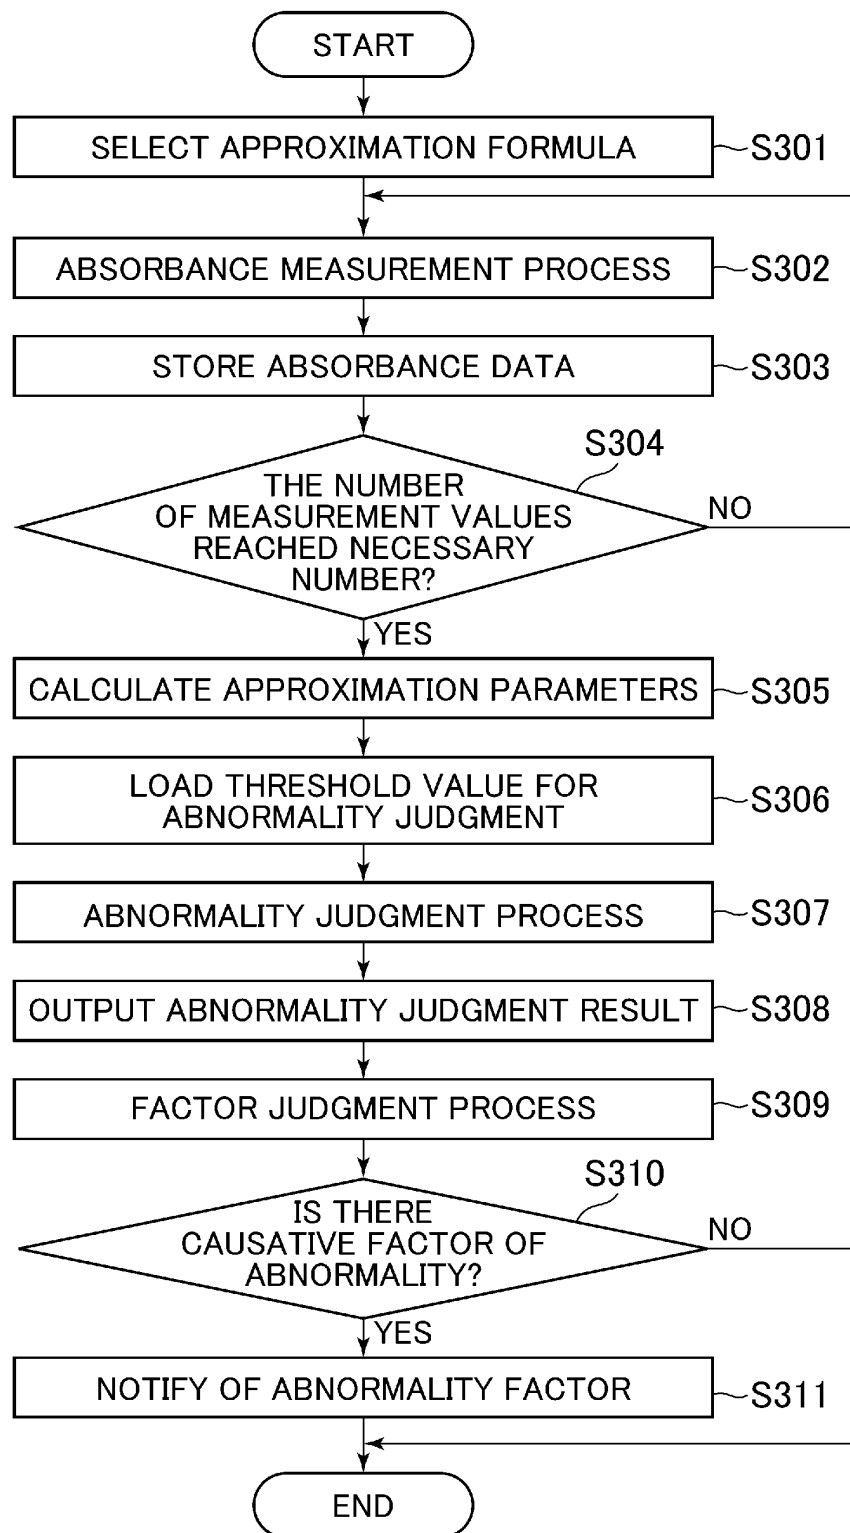 START
SELECT APPROXIMATION FORMULA
S301
ABSORBANCE MEASUREMENT PROCESS
S302
STORE ABSORBANCE DATA
S303
S304
THE NUMBER
OF MEASUREMENT VALUES
REACHED NECESSARY
NUMBER?
NO
YES
CALCULATE APPROXIMATION PARAMETERS
S305
LOAD THRESHOLD VALUE FOR
ABNORMALITY JUDGMENT
S306
ABNORMALITY JUDGMENT PROCESS
S307
OUTPUT ABNORMALITY JUDGMENT RESULT
S308
FACTOR JUDGMENT PROCESS
S309
S310
IS THERE
CAUSATIVE FACTOR OF
ABNORMALITY?
NO
YES
NOTIFY OF ABNORMALITY FACTOR
S311
END